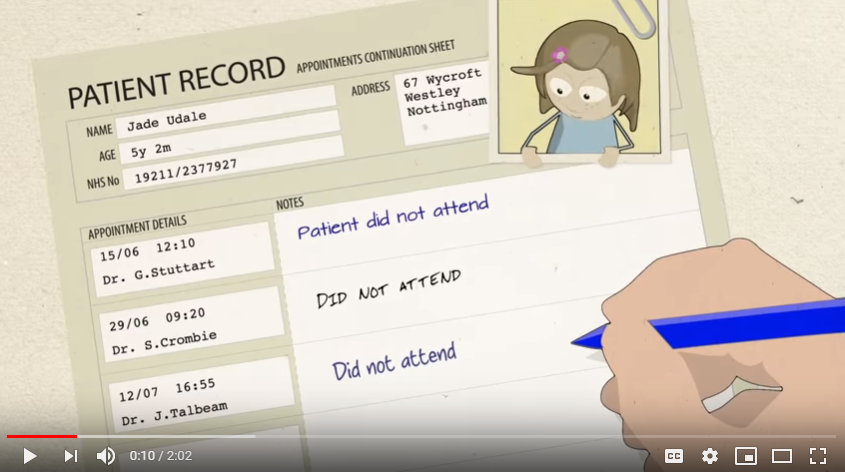 PATIENT RECORD APPOINTMENTS CONTINUATION SHEET
NAME Jade Udale
AGE 5y 2m
NHS No 19211/2377927
ADDRESS 67 Wycroft
Westley
Nottingham
APPOINTMENT DETAILS
NOTES
15/06 12:10
Dr. G.Stuttart
Patient did not attend
29/06 09:20
Dr. S.Crombie
DID NOT ATTEND
12/07 16:55
Dr. J.Talbeam
Did not attend
0:10 / 2:02
CC